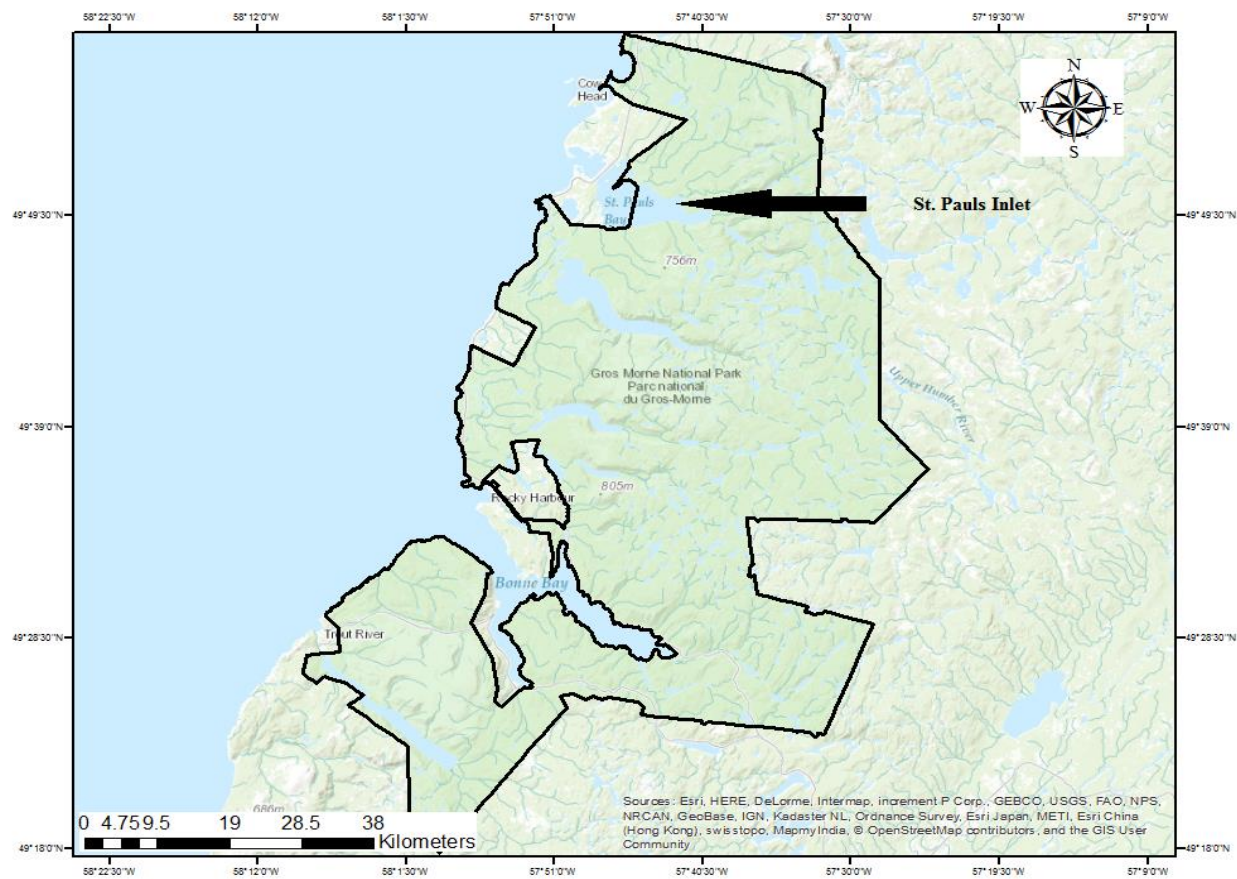 58°22'30"W 58°12'0"W 58°1'30"W 57°51'0"W 57°40'30"W 57°30'0"W 57°19'30"W 57°9'0"W
N
W E
S
Cow
Head
49°49'30"N St. Pauls St. Pauls Inlet 49°49'30"N
Bay
756m
Gros Morne National Park
Parc national
du Gros-Morne
Upper Humber River
49°39'0"N 49°39'0"N
805m
Rocky Harbour
Bonne Bay
49°28'30"N Trout River 49°28'30"N
686m
Sources: Esri, HERE, DeLorme, Intermap, increment P Corp., GEBCO, USGS, FAO, NPS,
NRCAN, GeoBase, IGN, Kadaster NL, Ordnance Survey, Esri Japan, METI, Esri China
(Hong Kong), swisstopo, MapmyIndia, © OpenStreetMap contributors, and the GIS User
Community
0 4.75 9.5 19 28.5 38
Kilometers
49°18'0"N 49°18'0"N
58°22'30"W 58°12'0"W 58°1'30"W 57°51'0"W 57°40'30"W 57°30'0"W 57°19'30"W 57°9'0"W